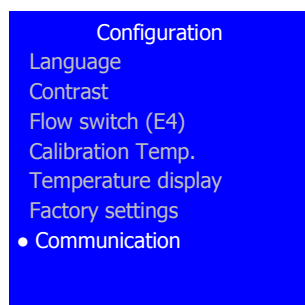 Configuration
Language
Contrast
Flow switch (E4)
Calibration Temp.
Temperature display
Factory settings
● Communication